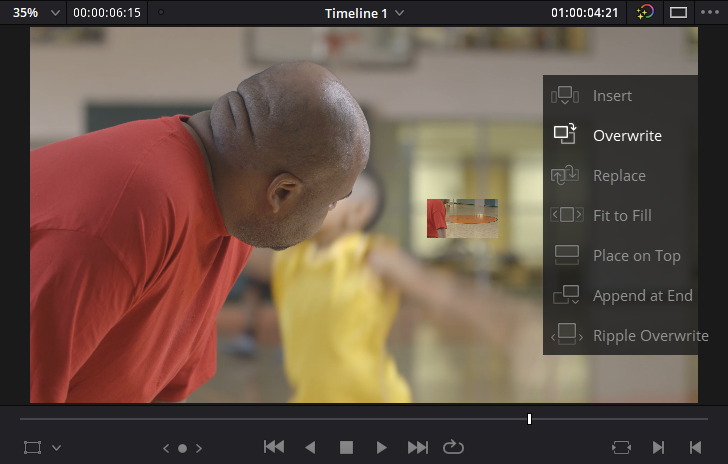 35% 00:00:06:15 Timeline 1 01:00:04:21
Insert
Overwrite
Replace
Fit to Fill
Place on Top
Append at End
Ripple Overwrite